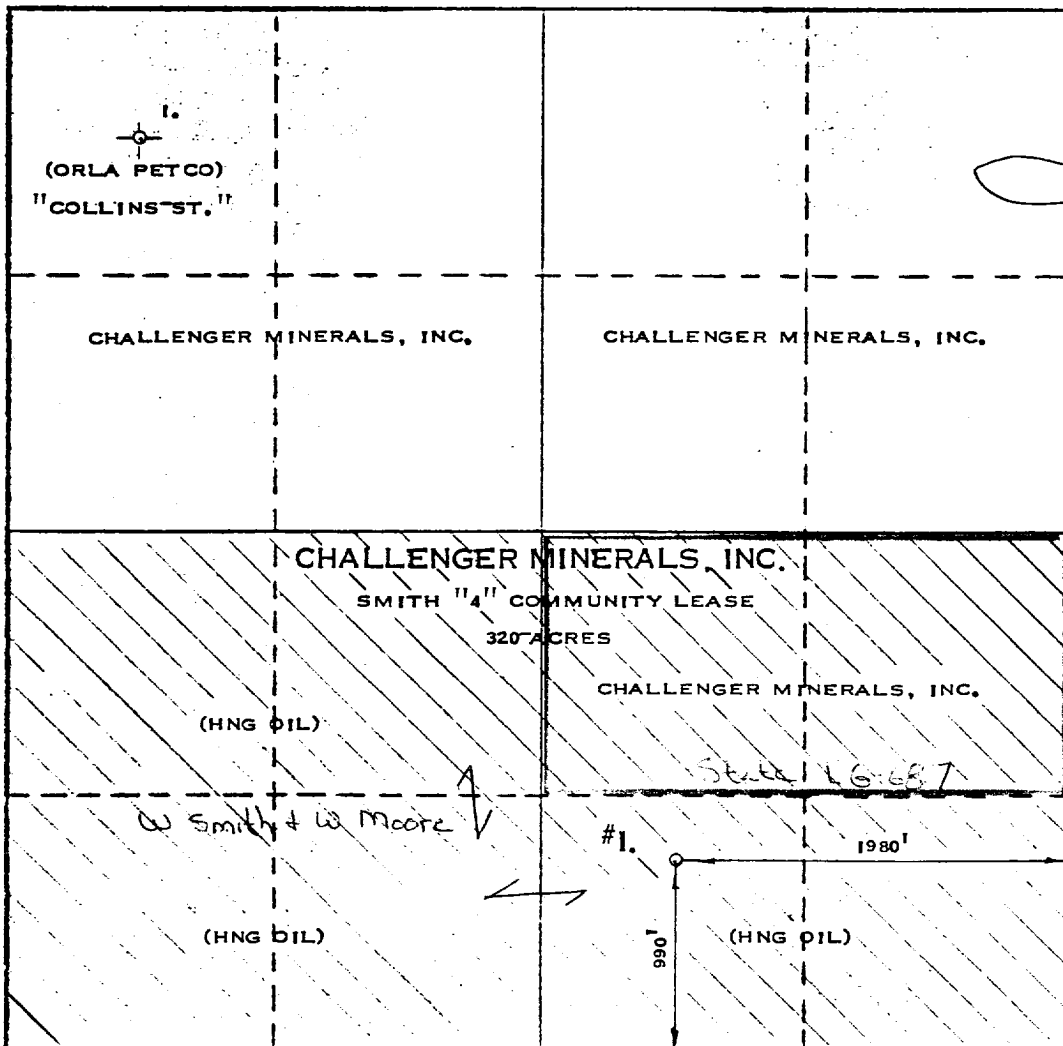 1.
(ORLA PETCO)
"COLLINS-ST."
CHALLENGER MINERALS, INC.
CHALLENGER MINERALS, INC.
CHALLENGER MINERALS, INC.
SMITH "4" COMMUNITY LEASE
320 ACRES
CHALLENGER MINERALS, INC.
(HNG OIL)
State
W Smith + W Moore
#1.
1980'
990'
(HNG OIL)
(HNG OIL)